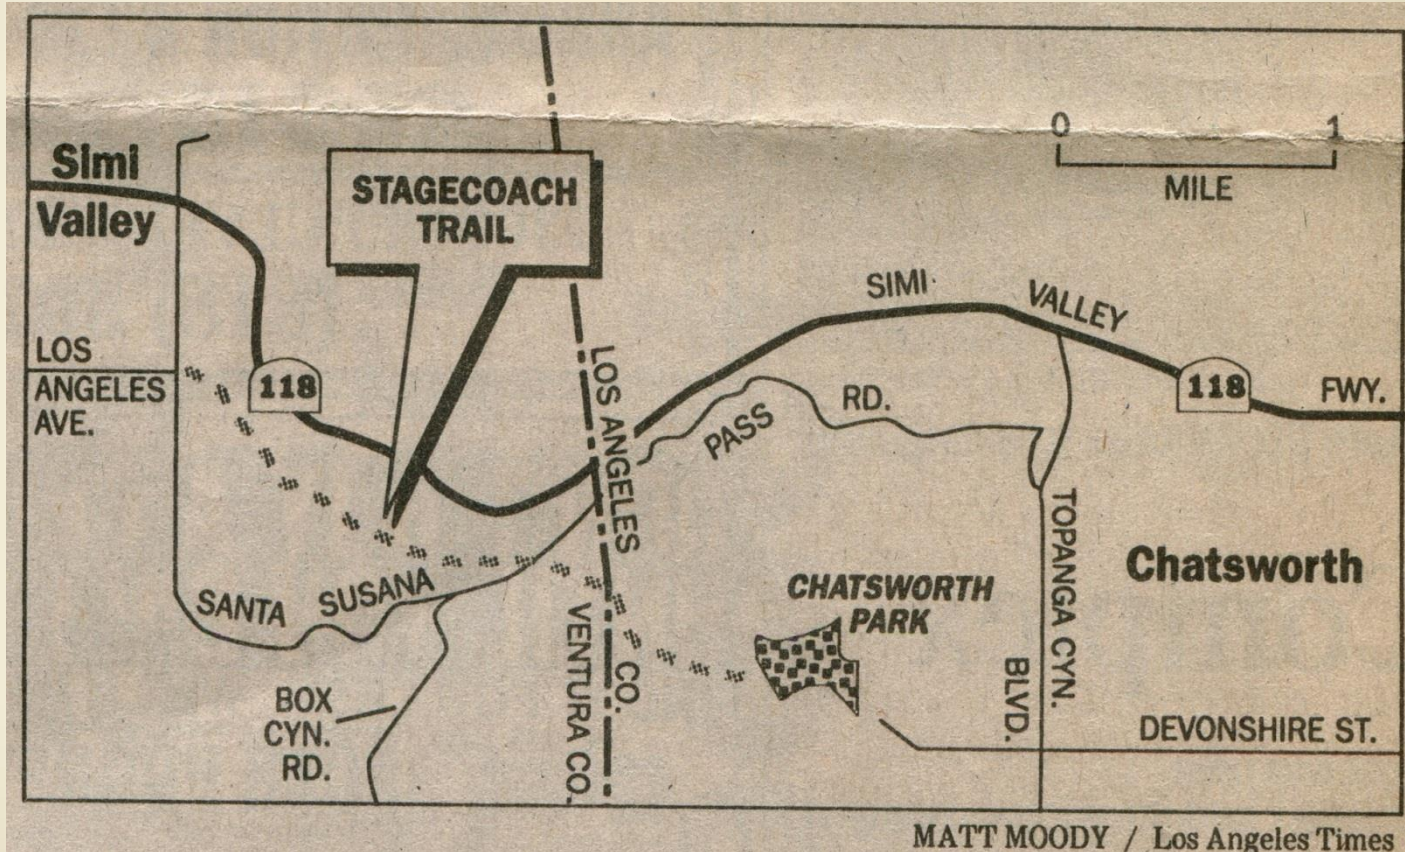 0 1
MILE
Simi
Valley
STAGECOACH
TRAIL
SIMI VALLEY
118
FWY.
LOS
ANGELES
AVE.
118
LOS ANGELES
CO.
VENTURA CO.
PASS
RD.
SANTA SUSANA
BOX
CYN.
RD.
CHATSWORTH
PARK
TOPANGA CYN.
BLVD.
Chatsworth
DEVONSHIRE ST.
MATT MOODY / Los Angeles Times